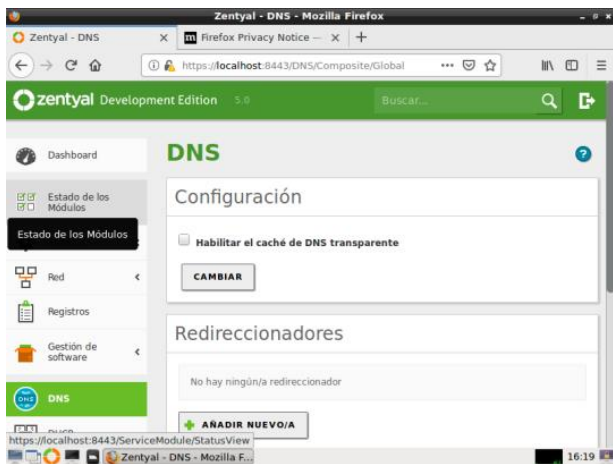 Zentyal - DNS - Mozilla Firefox
Zentyal - DNS
Firefox Privacy Notice —
https://localhost:8443/DNS/Composite/Global
zentyal Development Edition 5.0
Buscar...
Dashboard
Estado de los
Módulos
Estado de los Módulos
Red
Registros
Gestión de
software
DNS
DNS
Configuración
Habilitar el caché de DNS transparente
CAMBIAR
Redireccionadores
No hay ningún/a redireccionador
AÑADIR NUEVO/A
https://localhost:8443/ServiceModule/StatusView
Zentyal - DNS - Mozilla F...
16:19